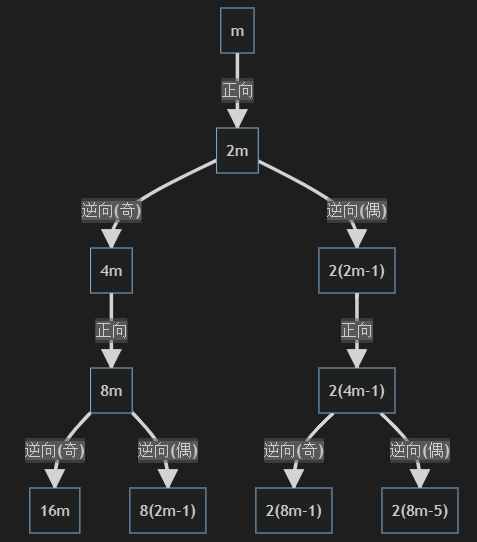 m
正向
2m
逆向(奇)
逆向(偶)
4m
2(2m-1)
正向
正向
8m
2(4m-1)
逆向(奇)
逆向(偶)
逆向(奇)
逆向(偶)
16m
8(2m-1)
2(8m-1)
2(8m-5)